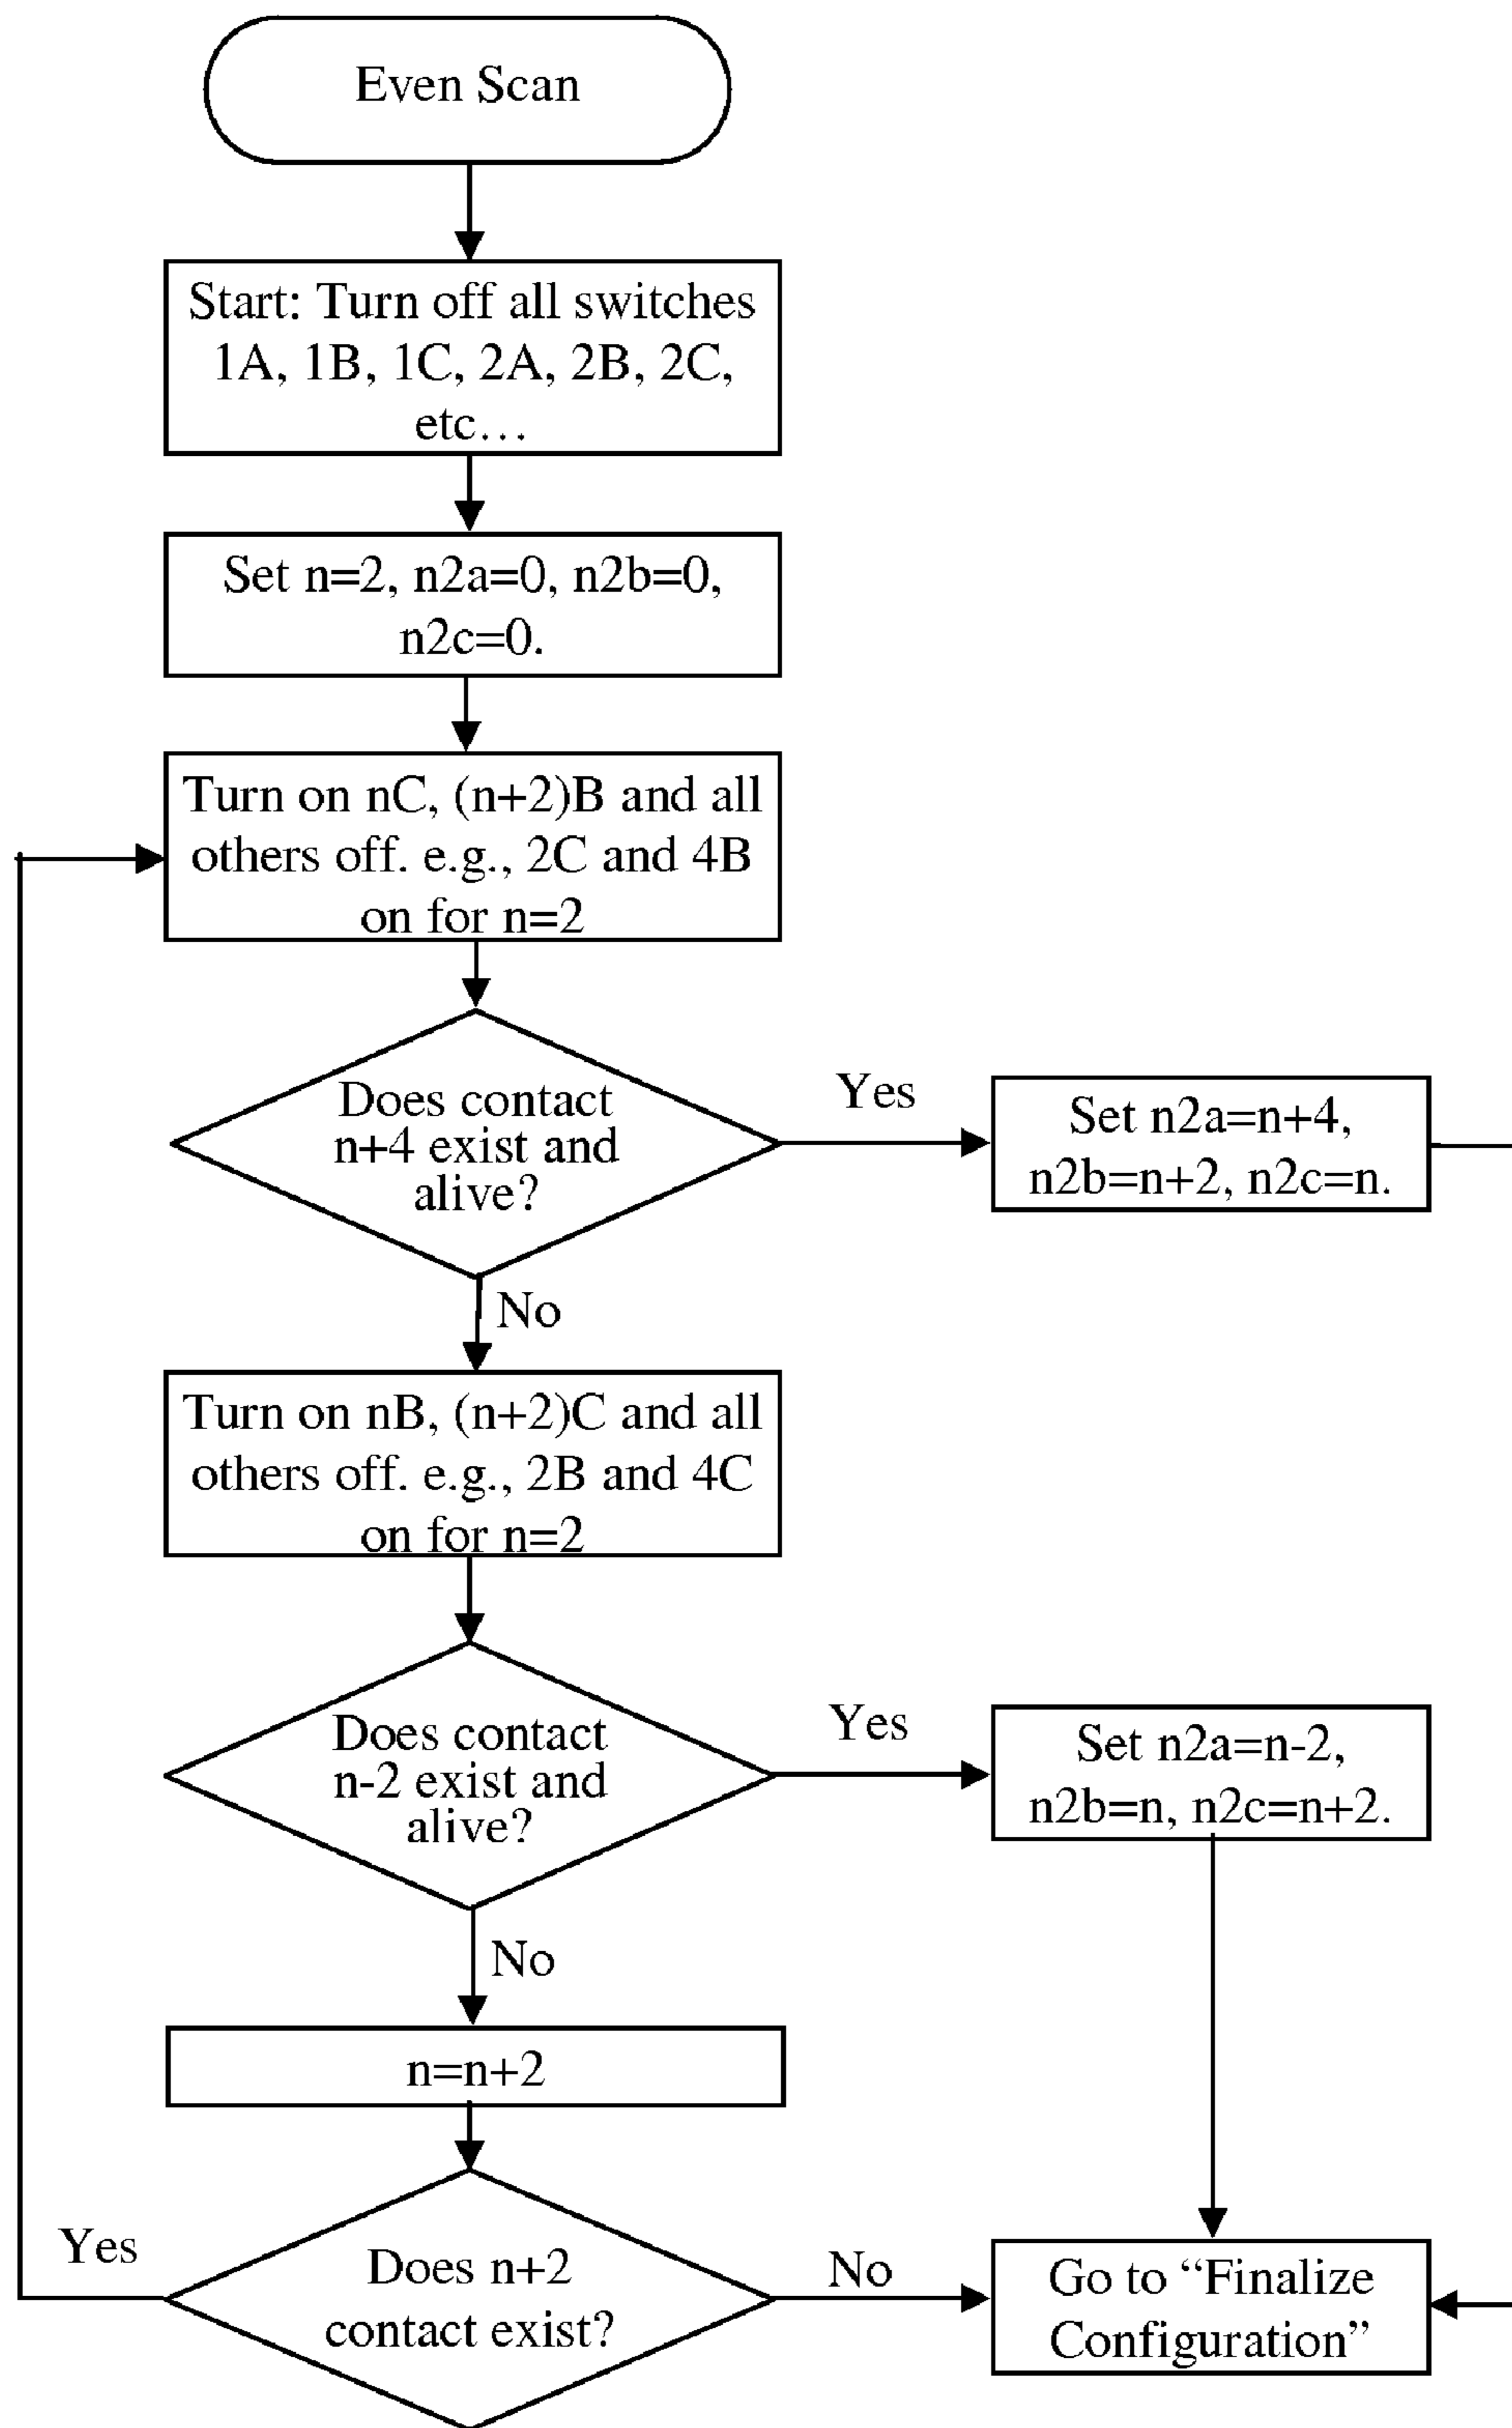 Even Scan
Start: Turn off all switches
1A, 1B, 1C, 2A, 2B, 2C,
etc…
Set n=2, n2a=0, n2b=0,
n2c=0.
Turn on nC, (n+2)B and all
others off. e.g., 2C and 4B
on for n=2
Does contact
n+4 exist and
alive?
Yes
Set n2a=n+4,
n2b=n+2, n2c=n.
No
Turn on nB, (n+2)C and all
others off. e.g., 2B and 4C
on for n=2
Does contact
n-2 exist and
alive?
Yes
Set n2a=n-2,
n2b=n, n2c=n+2.
No
n=n+2
Does n+2
contact exist?
Yes
No
Go to “Finalize
Configuration”